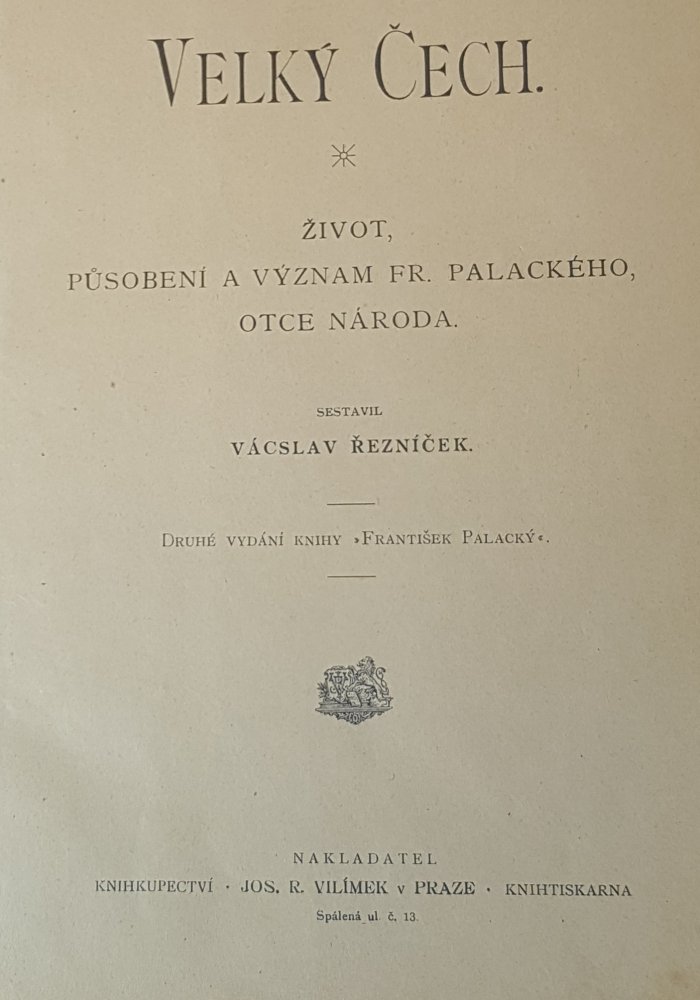 VELKÝ ČECH.
ŽIVOT,
PŮSOBENÍ A VÝZNAM FR. PALACKÉHO,
OTCE NÁRODA.
SESTAVIL
VÁCSLAV ŘEZNÍČEK.
DRUHÉ VYDÁNÍ KNIHY »FRANTIŠEK PALACKÝ«.
NAKLADATEL
KNIHKUPECTVÍ · JOS. R. VILÍMEK v PRAZE · KNIHTISKARNA
Spálená ul. č. 13.